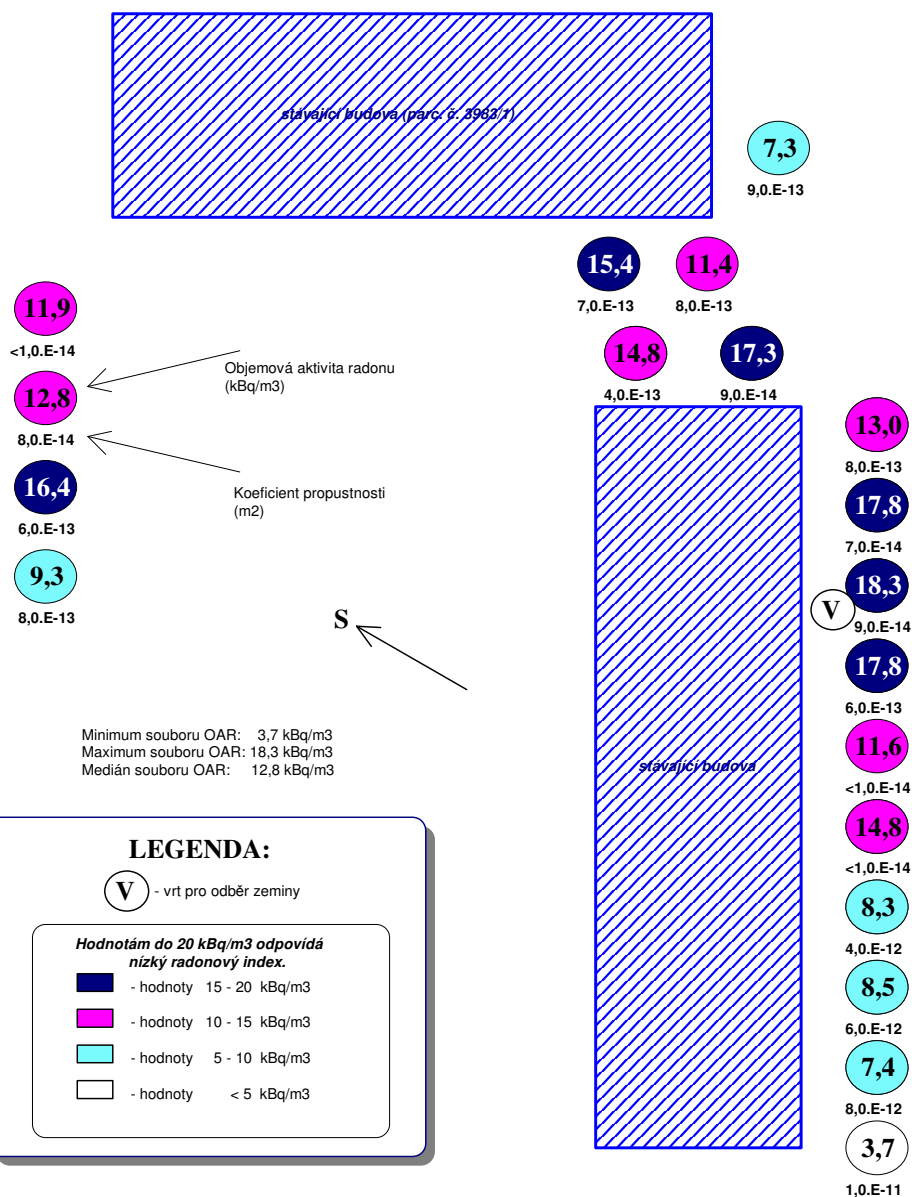 stávající budova (parc. č. 3983/1)
7,3
9,0.E-13
15,4
7,0.E-13
11,4
8,0.E-13
11,9
<1,0.E-14
14,8
4,0.E-13
17,3
9,0.E-14
Objemová aktivita radonu
(kBq/m3)
12,8
8,0.E-14
16,4
6,0.E-13
Koeficient propustnosti
(m2)
9,3
8,0.E-13
S
13,0
8,0.E-13
17,8
7,0.E-14
18,3
V
9,0.E-14
17,8
6,0.E-13
11,6
<1,0.E-14
14,8
<1,0.E-14
8,3
4,0.E-12
8,5
6,0.E-12
7,4
8,0.E-12
3,7
1,0.E-11
stávající budova
Minimum souboru OAR: 3,7 kBq/m3
Maximum souboru OAR: 18,3 kBq/m3
Medián souboru OAR: 12,8 kBq/m3
LEGENDA:
V - vrt pro odběr zeminy
Hodnotám do 20 kBq/m3 odpovídá
nízký radonový index.
- hodnoty 15 - 20 kBq/m3
- hodnoty 10 - 15 kBq/m3
- hodnoty 5 - 10 kBq/m3
- hodnoty < 5 kBq/m3